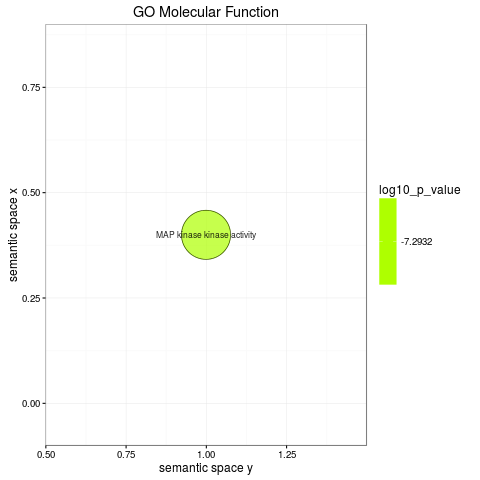 GO Molecular Function
0.75
0.50
0.25
0.00
semantic space x
MAP kinase kinase activity
0.50
0.75
1.00
1.25
semantic space y
log10_p_value
-7.2932